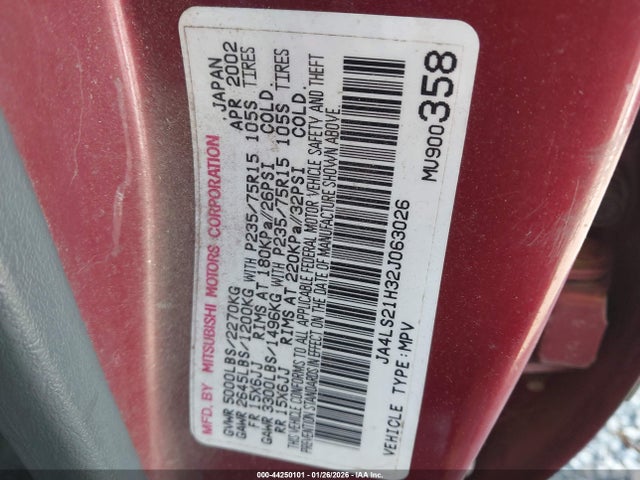 MFD. BY MITSUBISHI MOTORS CORPORATION JAPAN
APR 2002
GVWR 5000LBS/2270KG
GAWR 2645LBS/1200KG WITH P235/75R15 105S TIRES
FR 15X6JJ RIMS AT 180KPa//26PSI COLD
GAWR 3300LBS/1496KG WITH P235/75R15 105S TIRES
RR 15X6JJ RIMS AT 220KPa//32PSI COLD.
THIS VEHICLE CONFORMS TO ALL APPLICABLE FEDERAL MOTOR VEHICLE SAFETY AND THEFT
PREVENTION STANDARDS IN EFFECT ON THE DATE OF MANUFACTURE SHOWN ABOVE.
JA4LS21H32J063026
VEHICLE TYPE:MPV
MU900358
000-44250101 | 01/26/2026 | IAA Inc.